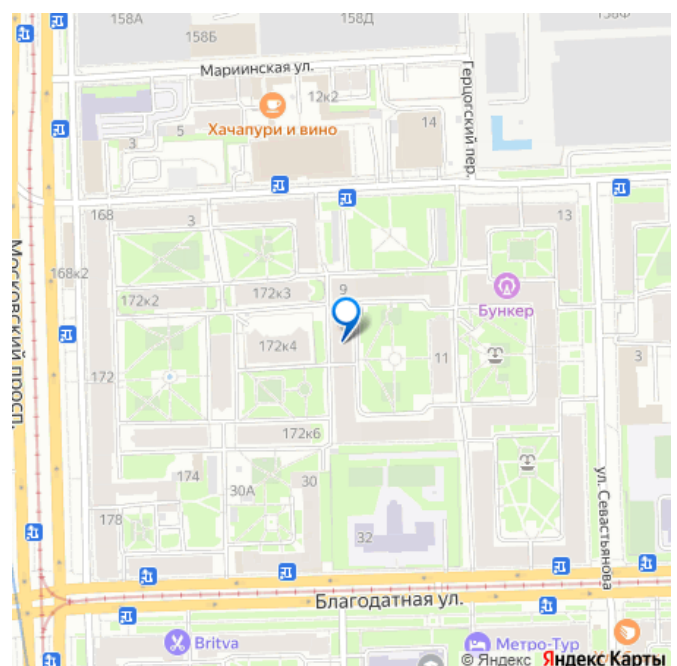 158А
158Б
158Д
158Ф
Мариинская ул.
Герцогский пер.
12к2
Хачапури и вино
5
3
14
168
3
13
168к2
9
172к2
172к3
Бункер
Московский просп.
172к4
172
11
3
172к6
174
30А
30
ул. Севастьянова
178
32
Благодатная ул.
Britva
Метро-Тур
© Яндекс Яндекс Карты